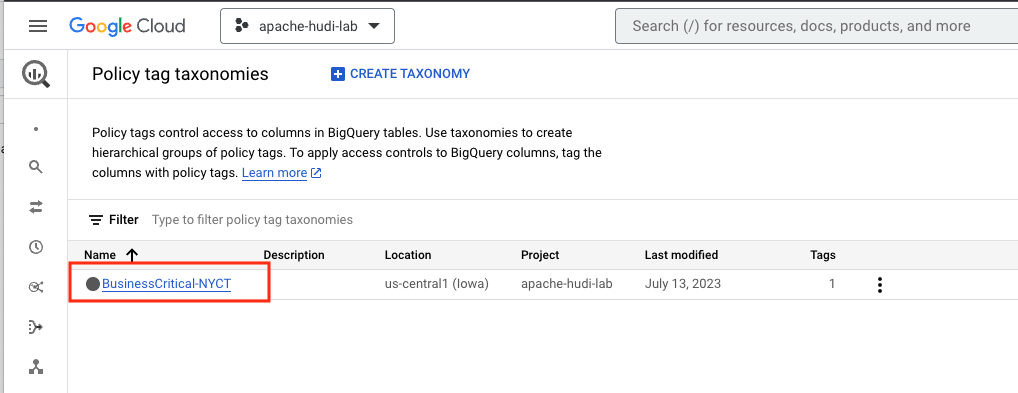 Google Cloud
apache-hudi-lab
Search (/) for resources, docs, products, and more
Policy tag taxonomies
CREATE TAXONOMY
Policy tags control access to columns in BigQuery tables. Use taxonomies to create
hierarchical groups of policy tags. To apply access controls to BigQuery columns, tag the
columns with policy tags. Learn more
Filter Type to filter policy tag taxonomies
Name Description Location Project Last modified Tags
BusinessCritical-NYCT us-central1 (Iowa) apache-hudi-lab July 13, 2023 1